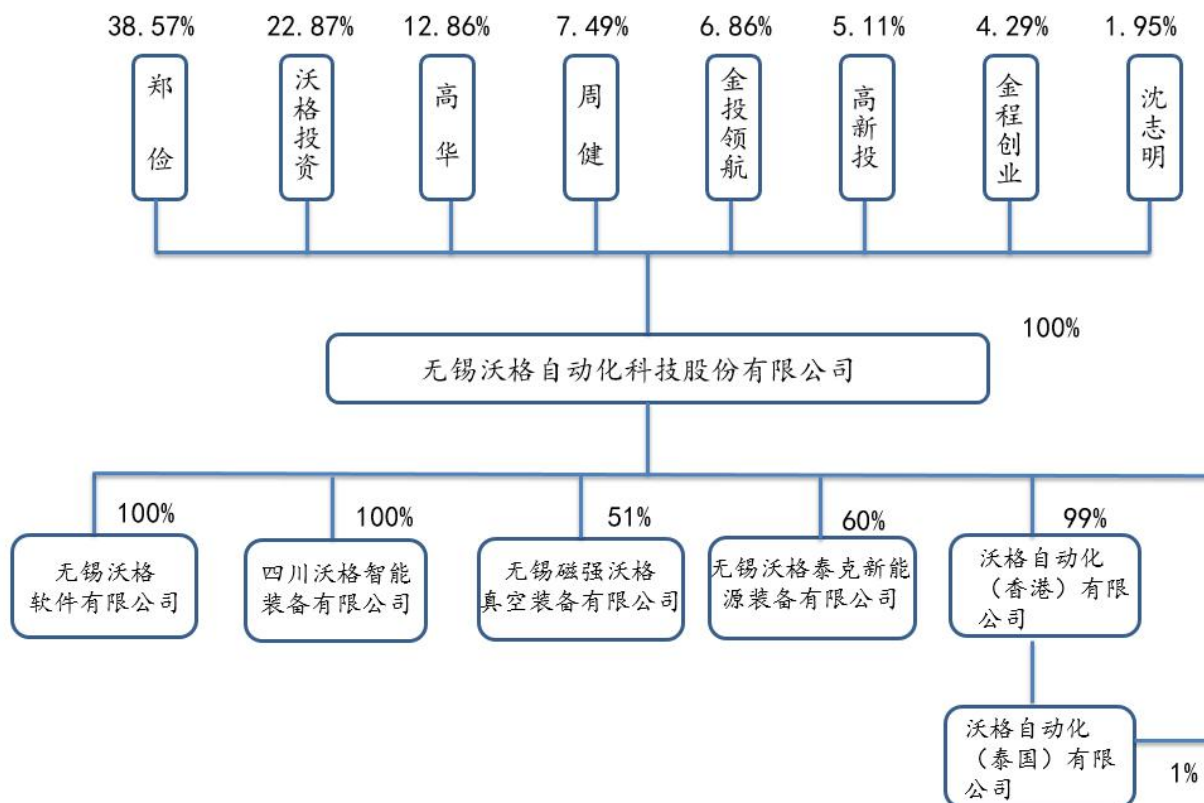 38.57% 22.87% 12.86% 7.49% 6.86% 5.11% 4.29% 1.95%
郑俭
沃格投资
高华
周健
金投领航
高新投
金程创业
沈志明
100%
无锡沃格自动化科技股份有限公司
100% 100% 51% 60% 99%
无锡沃格
软件有限公司
四川沃格智能
装备有限公司
无锡磁强沃格
真空装备有限公司
无锡沃格泰克新能
源装备有限公司
沃格自动化
（香港）有限
公司
沃格自动化
（泰国）有限
公司
1%